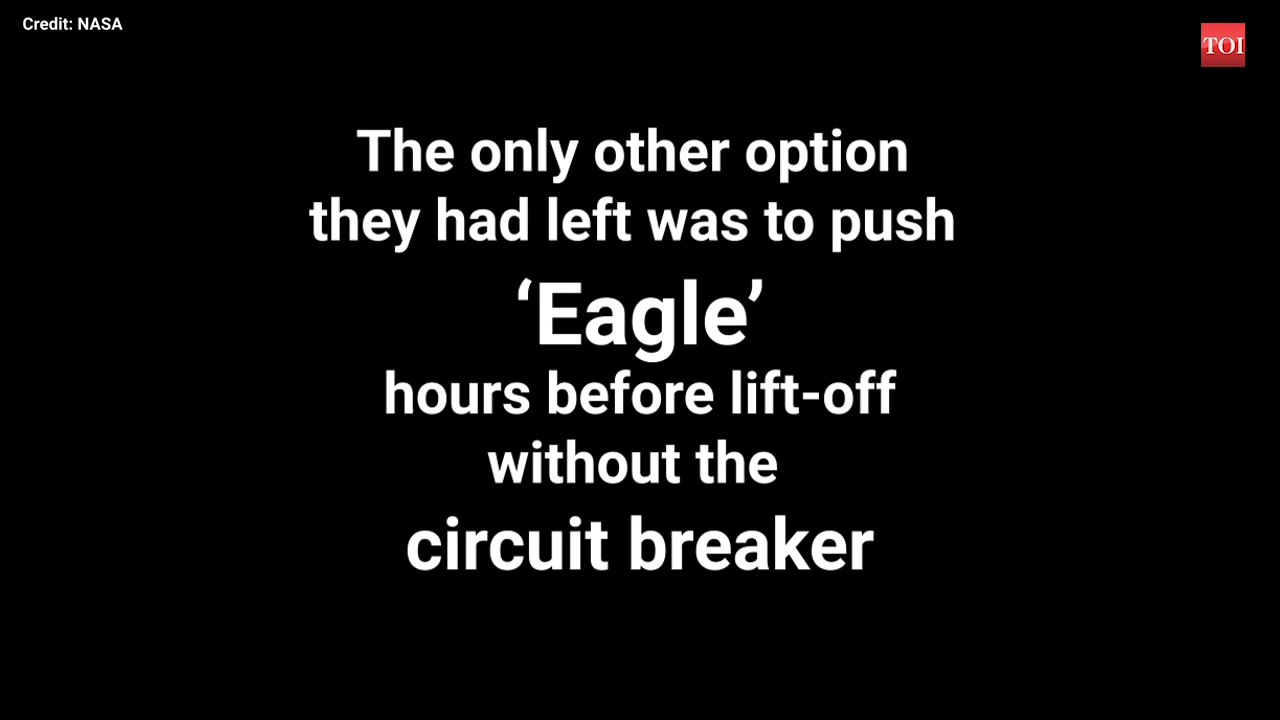 Credit: NASA
TOI
The only other option
they had left was to push
‘Eagle’
hours before lift-off
without the
circuit breaker